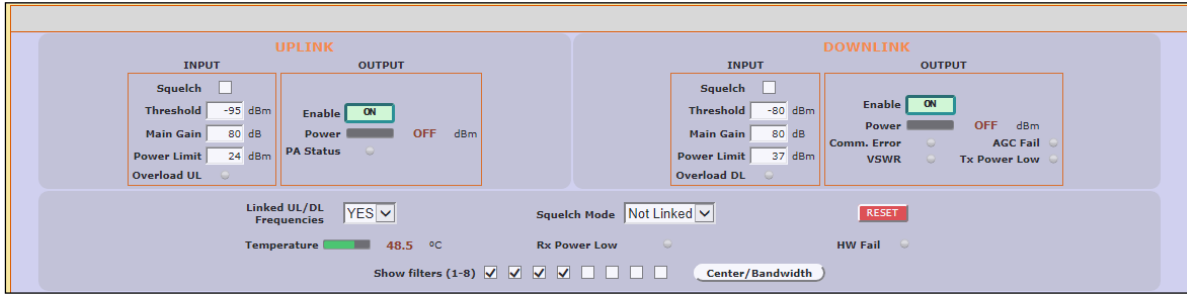 UPLINK
INPUT OUTPUT
Squelch
Threshold -95 dBm
Enable ON
Main Gain 80 dB
Power OFF dBm
Power Limit 24 dBm
PA Status
Overload UL
DOWNLINK
INPUT OUTPUT
Squelch
Threshold -80 dBm
Enable ON
Main Gain 80 dB
Power OFF dBm
Power Limit 37 dBm
Comm. Error AGC Fail
VSWR Tx Power Low
Overload DL
Linked UL/DL
Frequencies YES
Squelch Mode Not Linked
RESET
Temperature 48.5 ºC
Rx Power Low
HW Fail
Show filters (1-8)
Center/Bandwidth